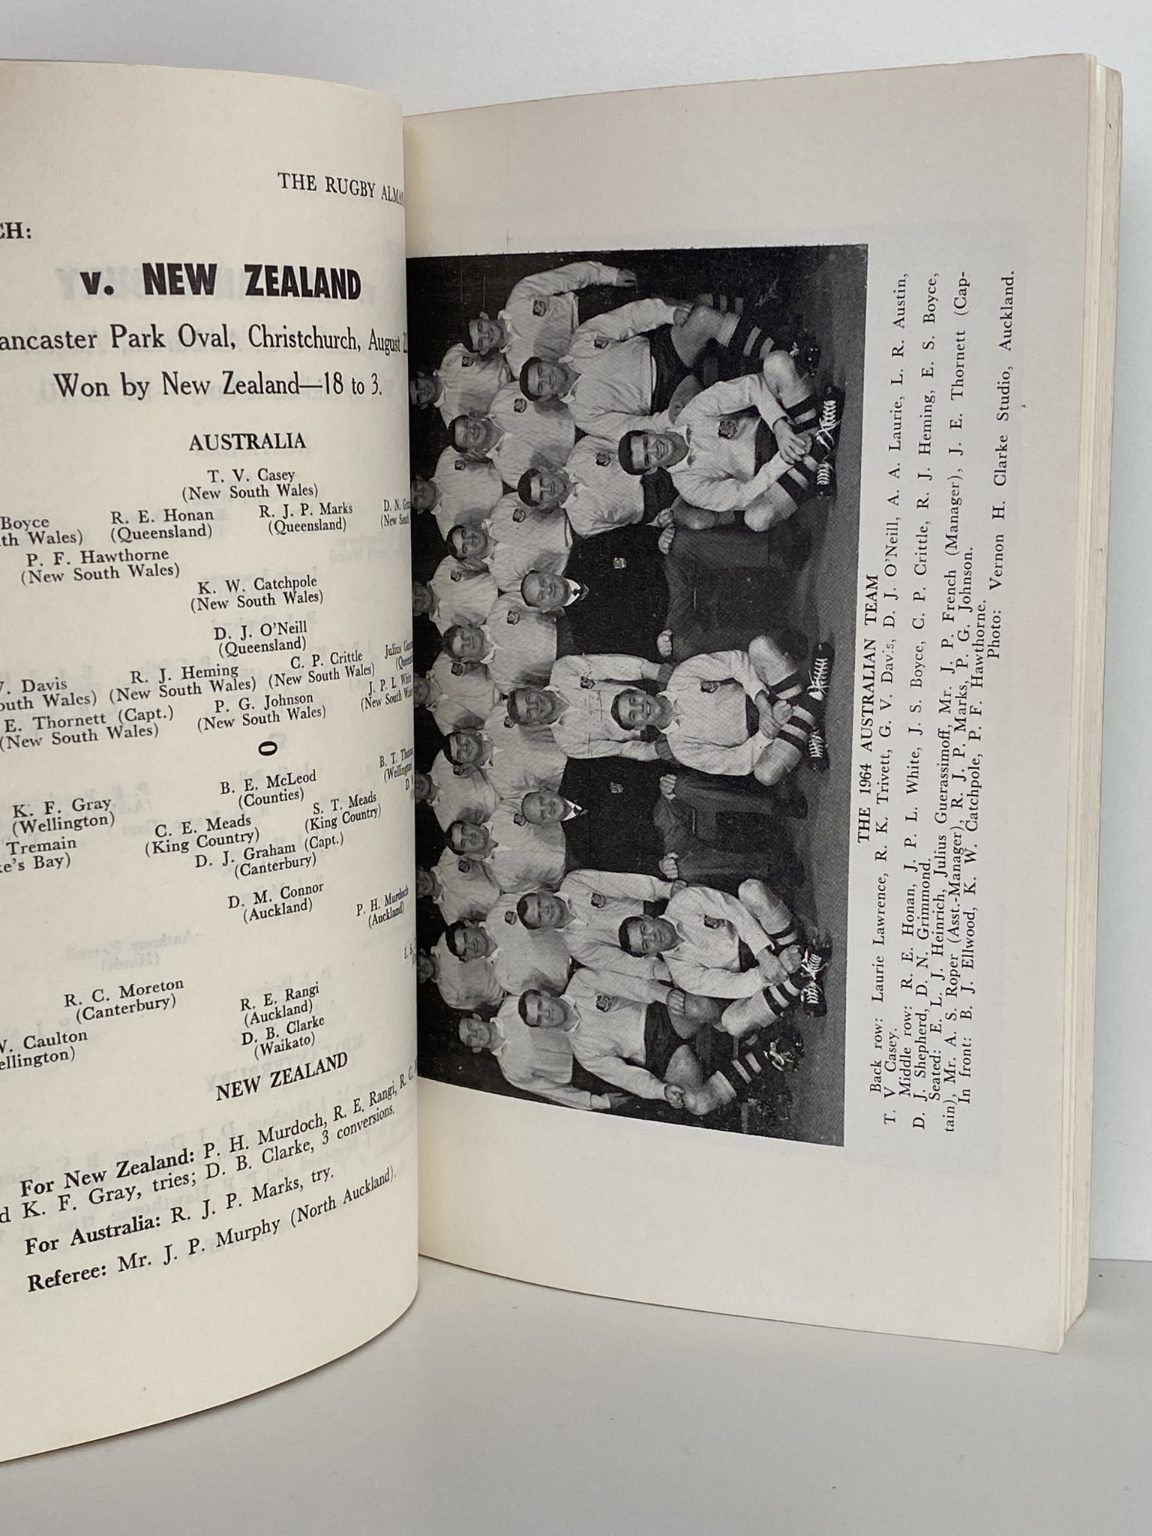 THE RUGBY
CH:
v. NEW ZEALAND
ancaster Park Oval, Christchurch, August
Won by New Zealand—18 to 3.
AUSTRALIA
T. V. Casey
(New South Wales)
Boyce R. E. Honan R. J. P. Marks D. N.
th Wales) (Queensland) (Queensland) (New
P. F. Hawthorne
(New South Wales)
K. W. Catchpole
(New South Wales)
D. J. O'Neill
(Queensland)
V. Davis R. J. Heming C. P. Crittle Julius
outh Wales) (New South Wales) (New South Wales)
E. Thornett (Capt.) P. G. Johnson J. P. L. White
(New South Wales) (New South Wales) (New South
O
K. F. Gray B. E. McLeod B. T.
(Wellington) (Counties)
Tremain C. E. Meads S. T. Meads
ke's Bay) (King Country) (King Country)
D. J. Graham (Capt.)
(Canterbury)
D. M. Connor P. H. Murdoch
(Auckland) (Auckland)
R. C. Moreton R. E. Rangi
(Canterbury) (Auckland)
W. Caulton D. B. Clarke
ellington) (Waikato)
NEW ZEALAND
For New Zealand: P. H. Murdoch, R. E. Rangi, R. C.
d K. F. Gray, tries; D. B. Clarke, 3 conversions.
For Australia: R. J. P. Marks, try.
Referee: Mr. J. P. Murphy (North Auckland).
THE 1964 AUSTRALIAN TEAM
Back row: Laurie Lawrence, R. K. Trivett, G. V. Davis, D. J. O'Neill, A. A. Laurie, L. R. Austin,
T. V Casey.
Middle row: R. E. Honan, J. P. L. White, J. S. Boyce, C. P. Crittle, R. J. Heming, E. S. Boyce,
D. J. Shepherd, D. N. Grimmond.
Seated: E. L. J. Heinrich, Julius Guerassimoff, Mr. J. P. French (Manager), J. E. Thornett (Cap-
tain), Mr. A. S. Roper (Asst.-Manager), R. J. P. Marks, P. G. Johnson.
In front: B. J. Ellwood, K. W. Catchpole, P. F. Hawthorne.
Photo: Vernon H. Clarke Studio, Auckland.